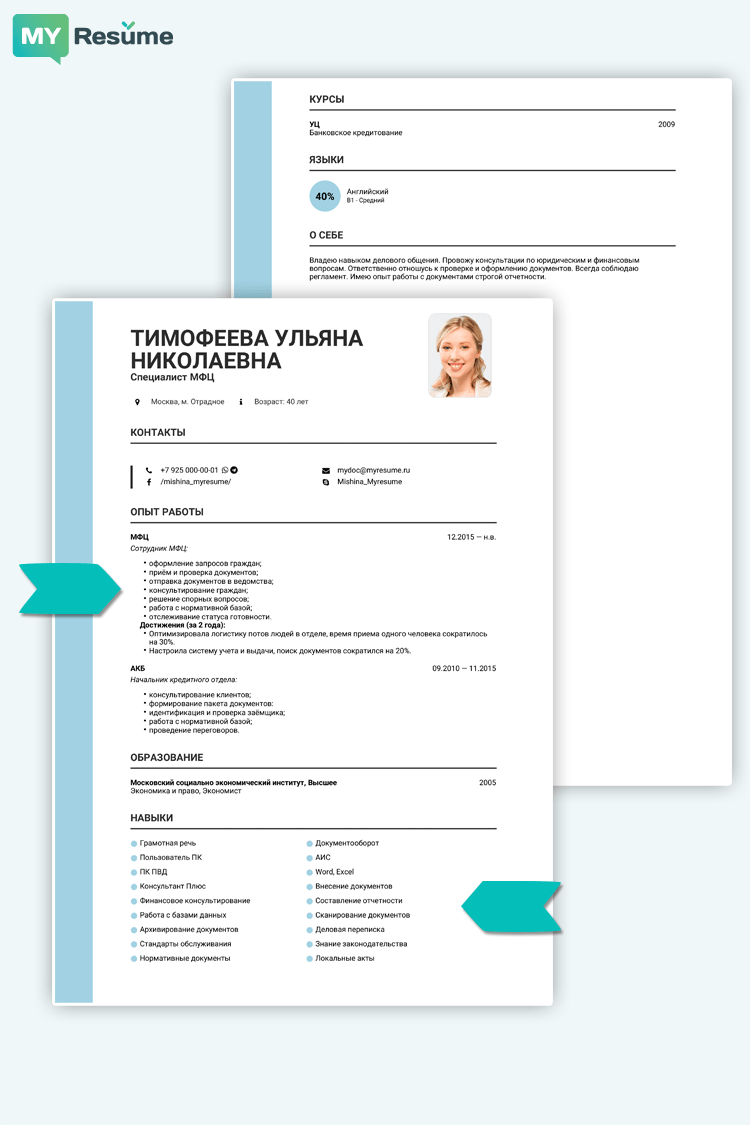 MY Resume
КУРСЫ
УЦ 2009
Банковское кредитование
ЯЗЫКИ
40%
Английский
B1 - Средний
О СЕБЕ
Владею навыком делового общения. Провожу консультации по юридическим и финансовым
вопросам. Ответственно отношусь к проверке и оформлению документов. Всегда соблюдаю
регламент. Имею опыт работы с документами строгой отчетности.
ТИМОФЕЕВА УЛЬЯНА
НИКОЛАЕВНА
Специалист МФЦ
Москва, м. Отрадное Возраст: 40 лет
КОНТАКТЫ
+7 925 000-00-01 mydoc@myresume.ru
/mishina_myresume/ Mishina_Myresume
ОПЫТ РАБОТЫ
МФЦ 12.2015 — н.в.
Сотрудник МФЦ:
• оформление запросов граждан;
• приём и проверка документов;
• отправка документов в ведомства;
• консультирование граждан;
• решение спорных вопросов;
• работа с нормативной базой;
• отслеживание статуса готовности.
Достижения (за 2 года):
• Оптимизировала логистику потов людей в отделе, время приема одного человека сократилось
на 30%.
• Настроила систему учета и выдачи, поиск документов сократился на 20%.
АКБ 09.2010 — 11.2015
Начальник кредитного отдела:
• консультирование клиентов;
• формирование пакета документов:
• идентификация и проверка заёмщика;
• работа с нормативной базой;
• проведение переговоров.
ОБРАЗОВАНИЕ
Московский социально экономический институт, Высшее 2005
Экономика и право, Экономист
НАВЫКИ
Грамотная речь Документооборот
Пользователь ПК АИС
ПК ПВД Word, Excel
Консультант Плюс Внесение документов
Финансовое консультирование Составление отчетности
Работа с базами данных Сканирование документов
Архивирование документов Деловая переписка
Стандарты обслуживания Знание законодательства
Нормативные документы Локальные акты